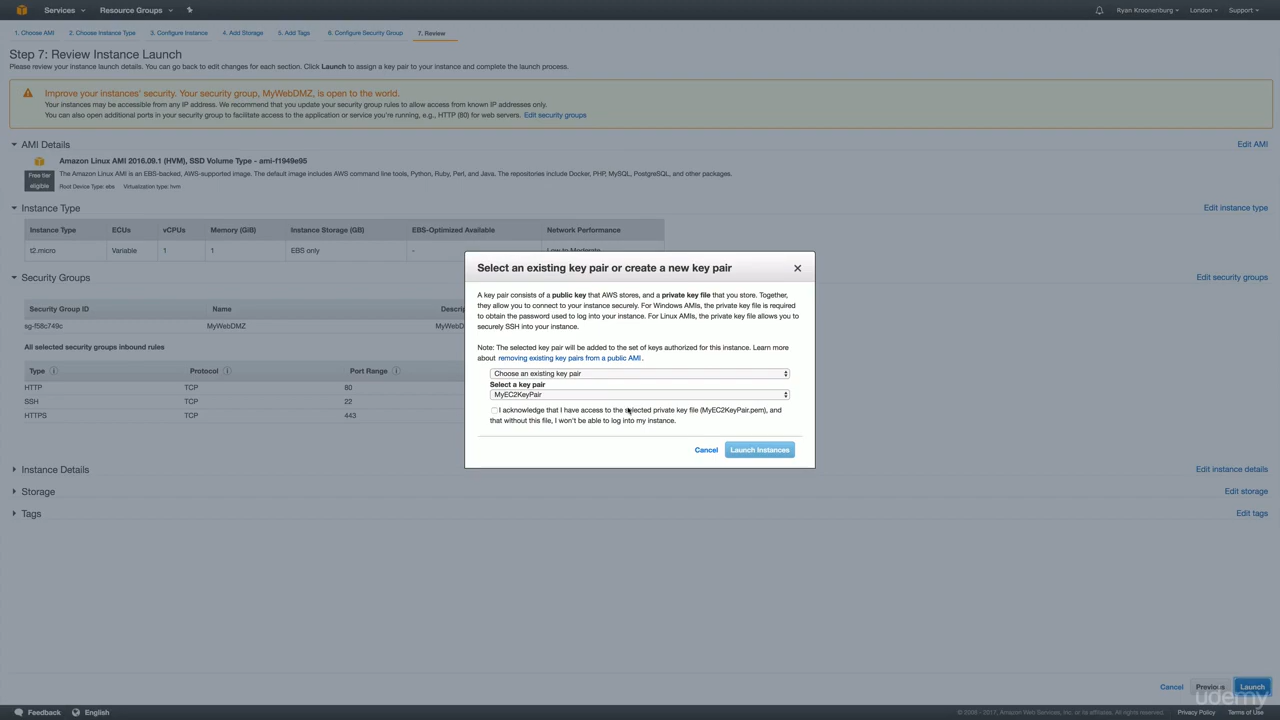 Services
Resource Groups
Ryan Kroonenburg
London
Support
1. Choose AMI
2. Choose Instance Type
3. Configure Instance
4. Add Storage
5. Add Tags
6. Configure Security Group
7. Review
Step 7: Review Instance Launch
Please review your instance launch details. You can go back to edit changes for each section. Click Launch to assign a key pair to your instance and complete the launch process.
Improve your instances' security. Your security group, MyWebDMZ, is open to the world.
Your instances may be accessible from any IP address. We recommend that you update your security group rules to allow access from known IP addresses only.
You can also open additional ports in your security group to facilitate access to the application or service you're running, e.g., HTTP (80) for web servers. Edit security groups
AMI Details
Edit AMI
Amazon Linux AMI 2016.09.1 (HVM), SSD Volume Type - ami-f1949e95
Free tier
eligible
The Amazon Linux AMI is an EBS-backed, AWS-supported image. The default image includes AWS command line tools, Python, Ruby, Perl, and Java. The repositories include Docker, PHP, MySQL, PostgreSQL, and other packages.
Root Device Type: ebs Virtualization type: hvm
Instance Type
Edit instance type
Instance Type ECUs vCPUs Memory (GiB) Instance Storage (GB) EBS-Optimized Available Network Performance
t2.micro Variable 1 1 EBS only - Low to Moderate
Security Groups
Edit security groups
Security Group ID Name Descrip
sg-f58c749c MyWebDMZ MyWebD
All selected security groups inbound rules
Type Protocol Port Range
HTTP TCP 80
SSH TCP 22
HTTPS TCP 443
Instance Details
Edit instance details
Storage
Edit storage
Tags
Edit tags
Select an existing key pair or create a new key pair
A key pair consists of a public key that AWS stores, and a private key file that you store. Together,
they allow you to connect to your instance securely. For Windows AMIs, the private key file is required
to obtain the password used to log into your instance. For Linux AMIs, the private key file allows you to
securely SSH into your instance.
Note: The selected key pair will be added to the set of keys authorized for this instance. Learn more
about removing existing key pairs from a public AMI.
Choose an existing key pair
Select a key pair
MyEC2KeyPair
I acknowledge that I have access to the selected private key file (MyEC2KeyPair.pem), and
that without this file, I won't be able to log into my instance.
Cancel
Launch Instances
Cancel
Previous
Launch
udemy
Feedback
English
© 2008 - 2017, Amazon Web Services, Inc. or its affiliates. All rights reserved.
Privacy Policy
Terms of Use